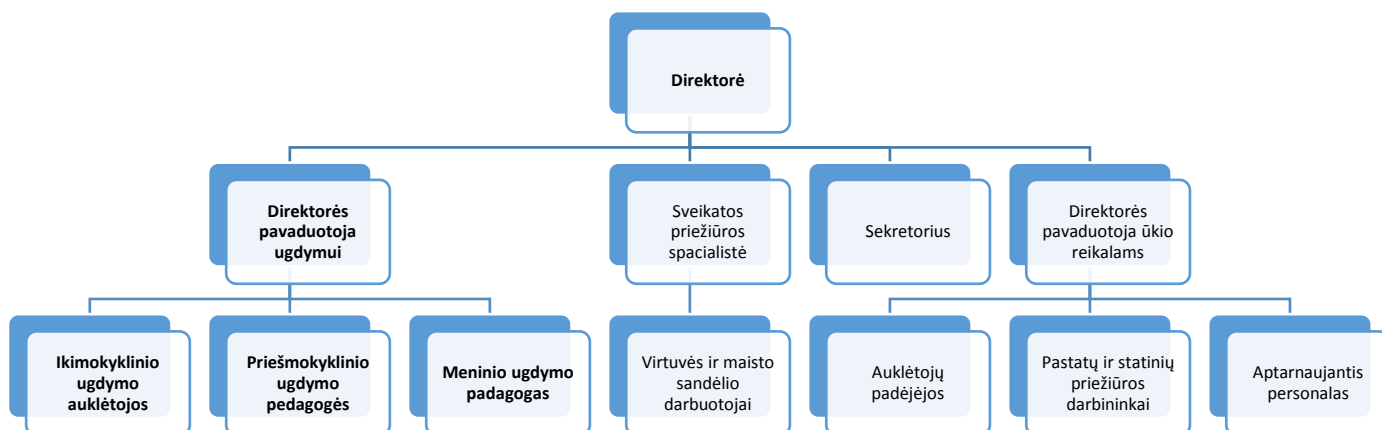 Direktorė
Direktorės
pavaduotoja
ugdymui
Sveikatos
priežiūros
spacialistė
Sekretorius
Direktorės
pavaduotoja ūkio
reikalams
Ikimokyklinio
ugdymo
auklėtojos
Priešmokyklinio
ugdymo
pedagogės
Meninio ugdymo
padagogas
Virtuvės ir maisto
sandėlio
darbuotojai
Auklėtojų
padėjėjos
Pastatų ir statinių
priežiūros
darbininkai
Aptarnaujantis
personalas